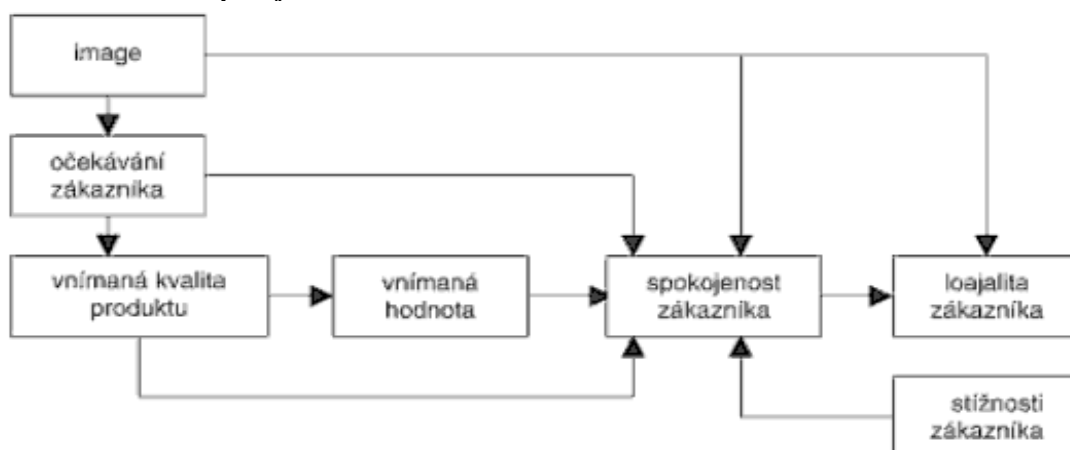 image
očekávání
zákazníka
vnímaná kvalita
produktu
vnímaná
hodnota
spokojenost
zákazníka
loajalita
zákazníka
stížnosti
zákazníka